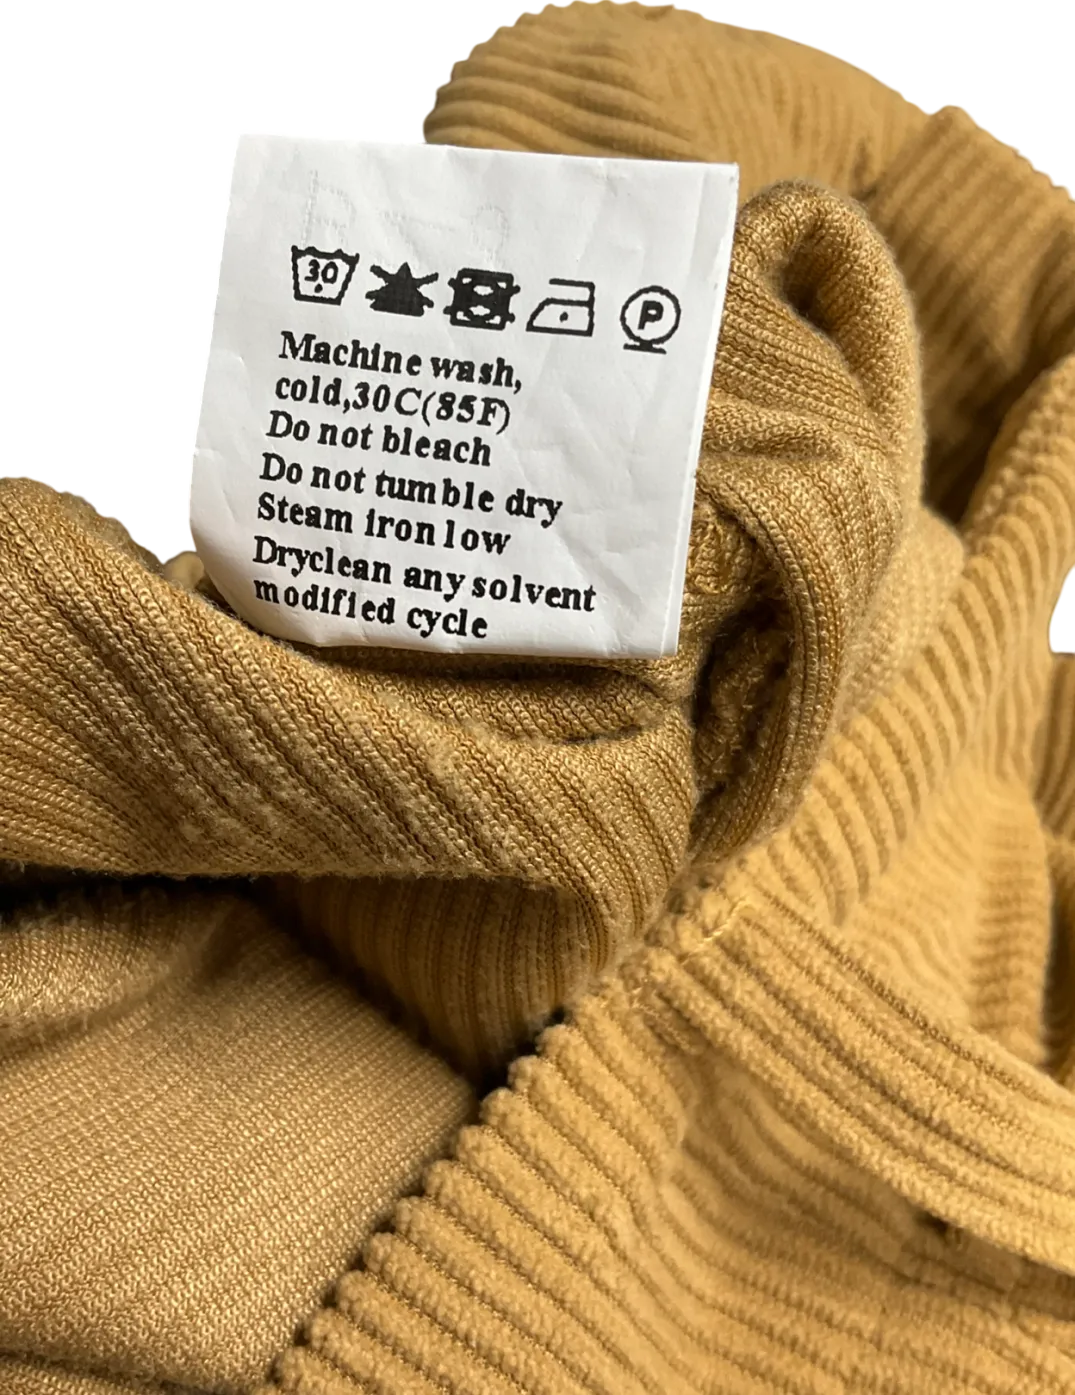 30
P
Machine wash,
cold,30C(85F)
Do not bleach
Do not tumble dry
Steam iron low
Dryclean any solvent
modified cycle